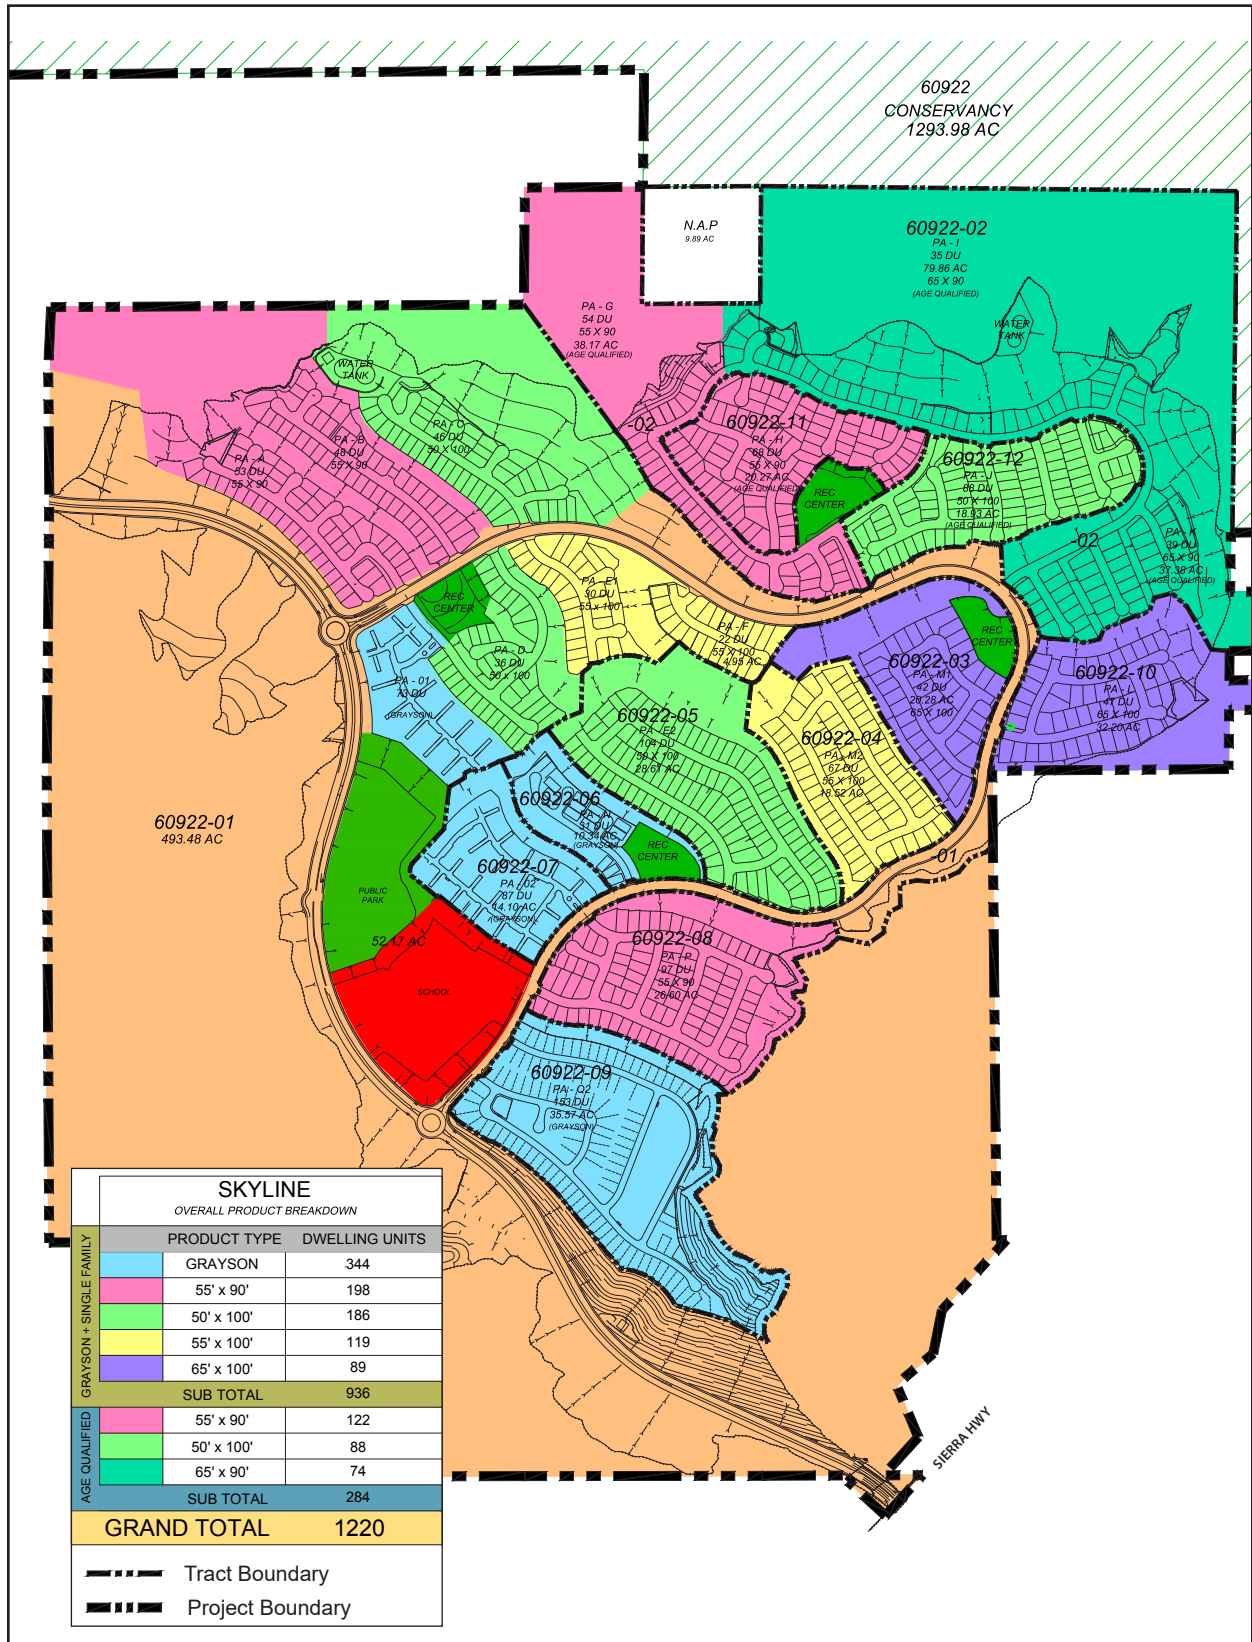 60922
CONSERVANCY
1293.98 AC
N.A.P
9.89 AC
60922-02
PA - I
35 DU
79.86 AC
65 X 90
(AGE QUALIFIED)
WATER
TANK
PA - G
54 DU
55 X 90
38.17 AC
(AGE QUALIFIED)
WATER
TANK
PA - C
46 DU
50 X 100
PA - B
48 DU
55 X 90
PA - A
53 DU
55 X 90
-02
60922-11
PA - H
68 DU
55 X 90
20.27 AC
(AGE QUALIFIED)
REC
CENTER
60922-12
PA - J
88 DU
50 X 100
18.93 AC
(AGE QUALIFIED)
-02
PA - K
39 DU
65 X 90
37.38 AC
(AGE QUALIFIED)
REC
CENTER
PA - E1
30 DU
55 x 100
PA - F
22 DU
55 X 100
4.95 AC
PA - D
36 DU
50 x 100
PA - 01
73 DU
(GRAYSON)
REC
CENTER
60922-03
PA - M1
42 DU
20.28 AC
65 X 100
60922-10
PA - L
47 DU
65 X 100
32.20 AC
60922-05
PA - E2
104 DU
50 X 100
28.61 AC
60922-04
PA - M2
67 DU
55 X 100
18.52 AC
60922-06
PA - N
31 DU
10.34 AC
(GRAYSON)
REC
CENTER
60922-01
493.48 AC
-01
60922-07
PA - 02
87 DU
14.10 AC
(GRAYSON)
PUBLIC
PARK
52.17 AC
SCHOOL
60922-08
PA - P
97 DU
55 X 90
26.60 AC
60922-09
PA - Q2
153 DU
35.57 AC
(GRAYSON)
SIERRA HWY
SKYLINE
OVERALL PRODUCT BREAKDOWN
PRODUCT TYPE DWELLING UNITS
GRAYSON + SINGLE FAMILY
GRAYSON 344
55' x 90' 198
50' x 100' 186
55' x 100' 119
65' x 100' 89
SUB TOTAL 936
AGE QUALIFIED
55' x 90' 122
50' x 100' 88
65' x 90' 74
SUB TOTAL 284
GRAND TOTAL 1220
Tract Boundary
Project Boundary